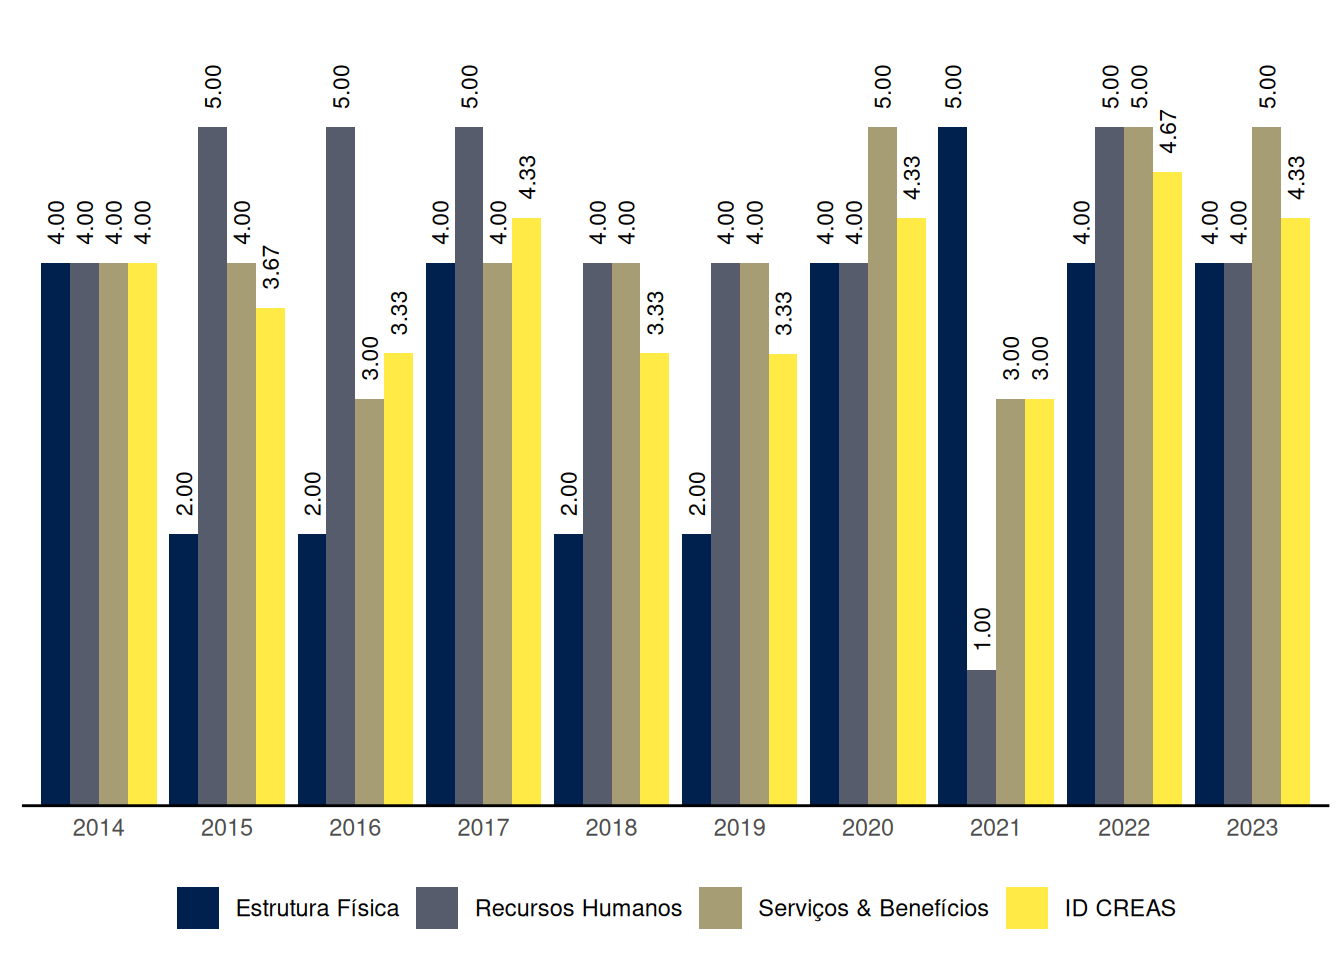 4.00 4.00 4.00 4.00
2.00 5.00 4.00 3.67
2.00 5.00 3.00 3.33
4.00 5.00 4.00 4.33
2.00 4.00 4.00 3.33
2.00 4.00 4.00 3.33
4.00 4.00 5.00 4.33
5.00 1.00 3.00 3.00
4.00 5.00 5.00 4.67
4.00 4.00 5.00 4.33
2014 2015 2016 2017 2018 2019 2020 2021 2022 2023
Estrutura Física Recursos Humanos Serviços & Benefícios ID CREAS